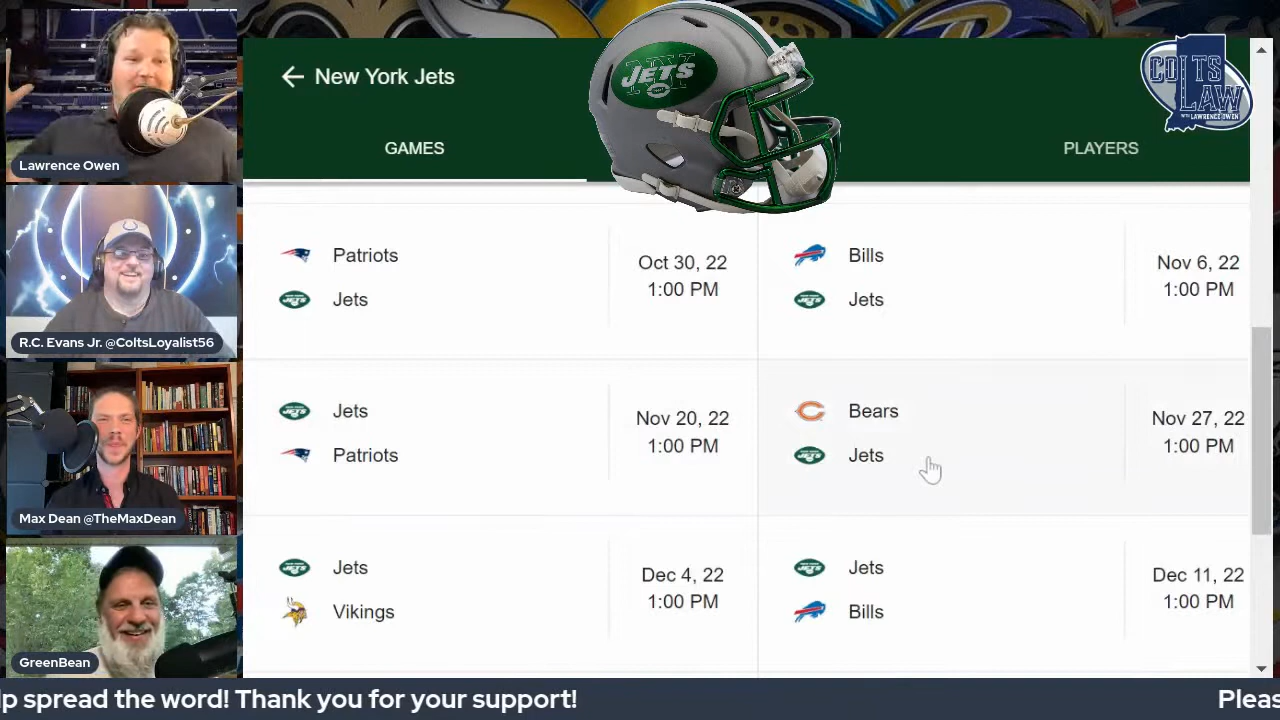 Lawrence Owen
R.C. Evans Jr. @ColtsLoyalist56
Max Dean @TheMaxDean
GreenBean
New York Jets
GAMES
PLAYERS
JETS
COLTS
LAW
WITH LAWRENCE OWEN
Patriots
Jets
Oct 30, 22
1:00 PM
Bills
Jets
Nov 6, 22
1:00 PM
Jets
Patriots
Nov 20, 22
1:00 PM
Bears
Jets
Nov 27, 22
1:00 PM
Jets
Vikings
Dec 4, 22
1:00 PM
Jets
Bills
Dec 11, 22
1:00 PM
lp spread the word! Thank you for your support!
Pleas